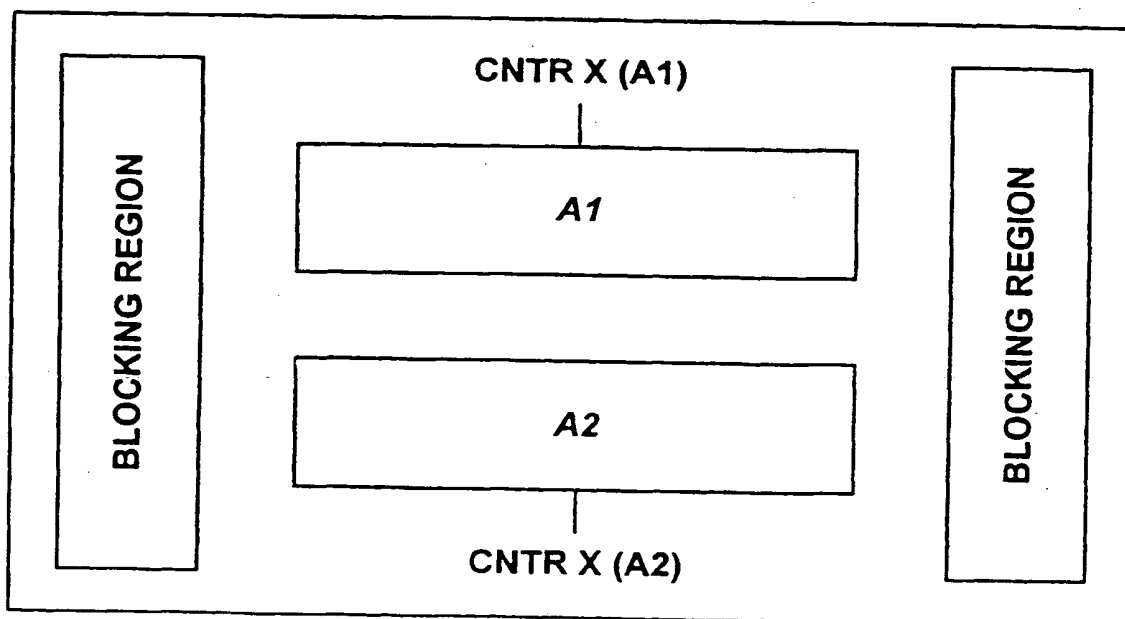 CNTR X (A1)
BLOCKING REGION
A1
BLOCKING REGION
A2
CNTR X (A2)